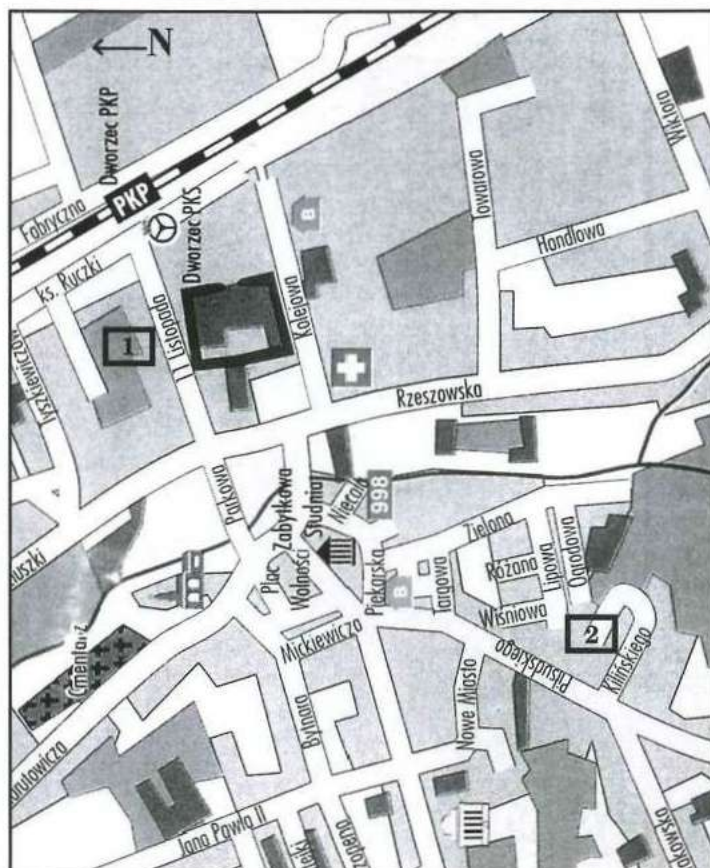 N
Dworzec PKP
Fabryczna
PKP
ks. Ruczki
Dworzec PKS
1
11 Listopada
Kolejowa
B
Towarowa
Wiktora
Handlowa
Rzeszowska
Parkowa
Studnia
Zabytkowa
Niecała
998
Plac
Wolności
Piekarska
B
Targowa
Zielona
Różana
Lipowa
Ogrodowa
Wiśniowa
2
Kilińskiego
Cmentarz
Mickiewicza
Piłsudskiego
Nowe Miasto
Bytnara
Jana Pawła II